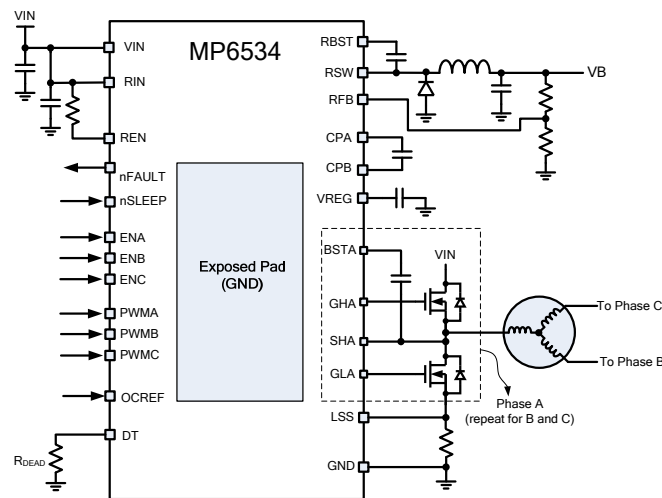 VIN
MP6534
VIN
RIN
REN
nFAULT
nSLEEP
ENA
ENB
ENC
PWMA
PWMB
PWMC
OCREF
DT
RDEAD
Exposed Pad
(GND)
RBST
RSW
RFB
CPA
CPB
VREG
BSTA
GHA
SHA
GLA
LSS
GND
VB
VIN
To Phase C
To Phase B
Phase A
(repeat for B and C)